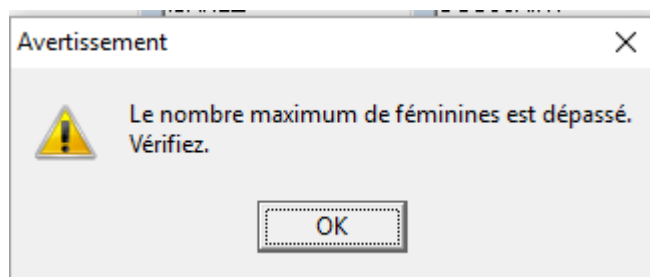 Avertissement
Le nombre maximum de féminines est dépassé.
Vérifiez.
OK